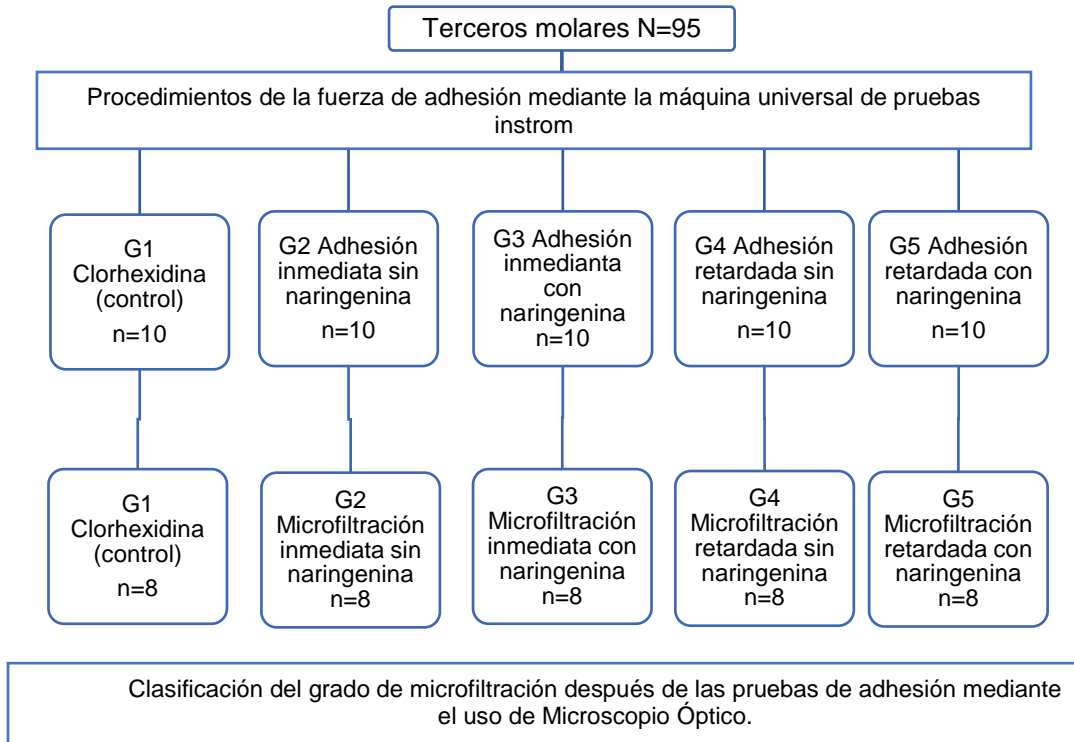 Terceros molares N=95
Procedimientos de la fuerza de adhesión mediante la máquina universal de pruebas
instrom
G1
Clorhexidina
(control)
n=10
G2 Adhesión
inmediata sin
naringenina
n=10
G3 Adhesión
inmedianta
con
naringenina
n=10
G4 Adhesión
retardada sin
naringenina
n=10
G5 Adhesión
retardada con
naringenina
n=10
G1
Clorhexidina
(control)
n=8
G2
Microfiltración
inmediata sin
naringenina
n=8
G3
Microfiltración
inmediata con
naringenina
n=8
G4
Microfiltración
retardada sin
naringenina
n=8
G5
Microfiltración
retardada con
naringenina
n=8
Clasificación del grado de microfiltración después de las pruebas de adhesión mediante
el uso de Microscopio Óptico.